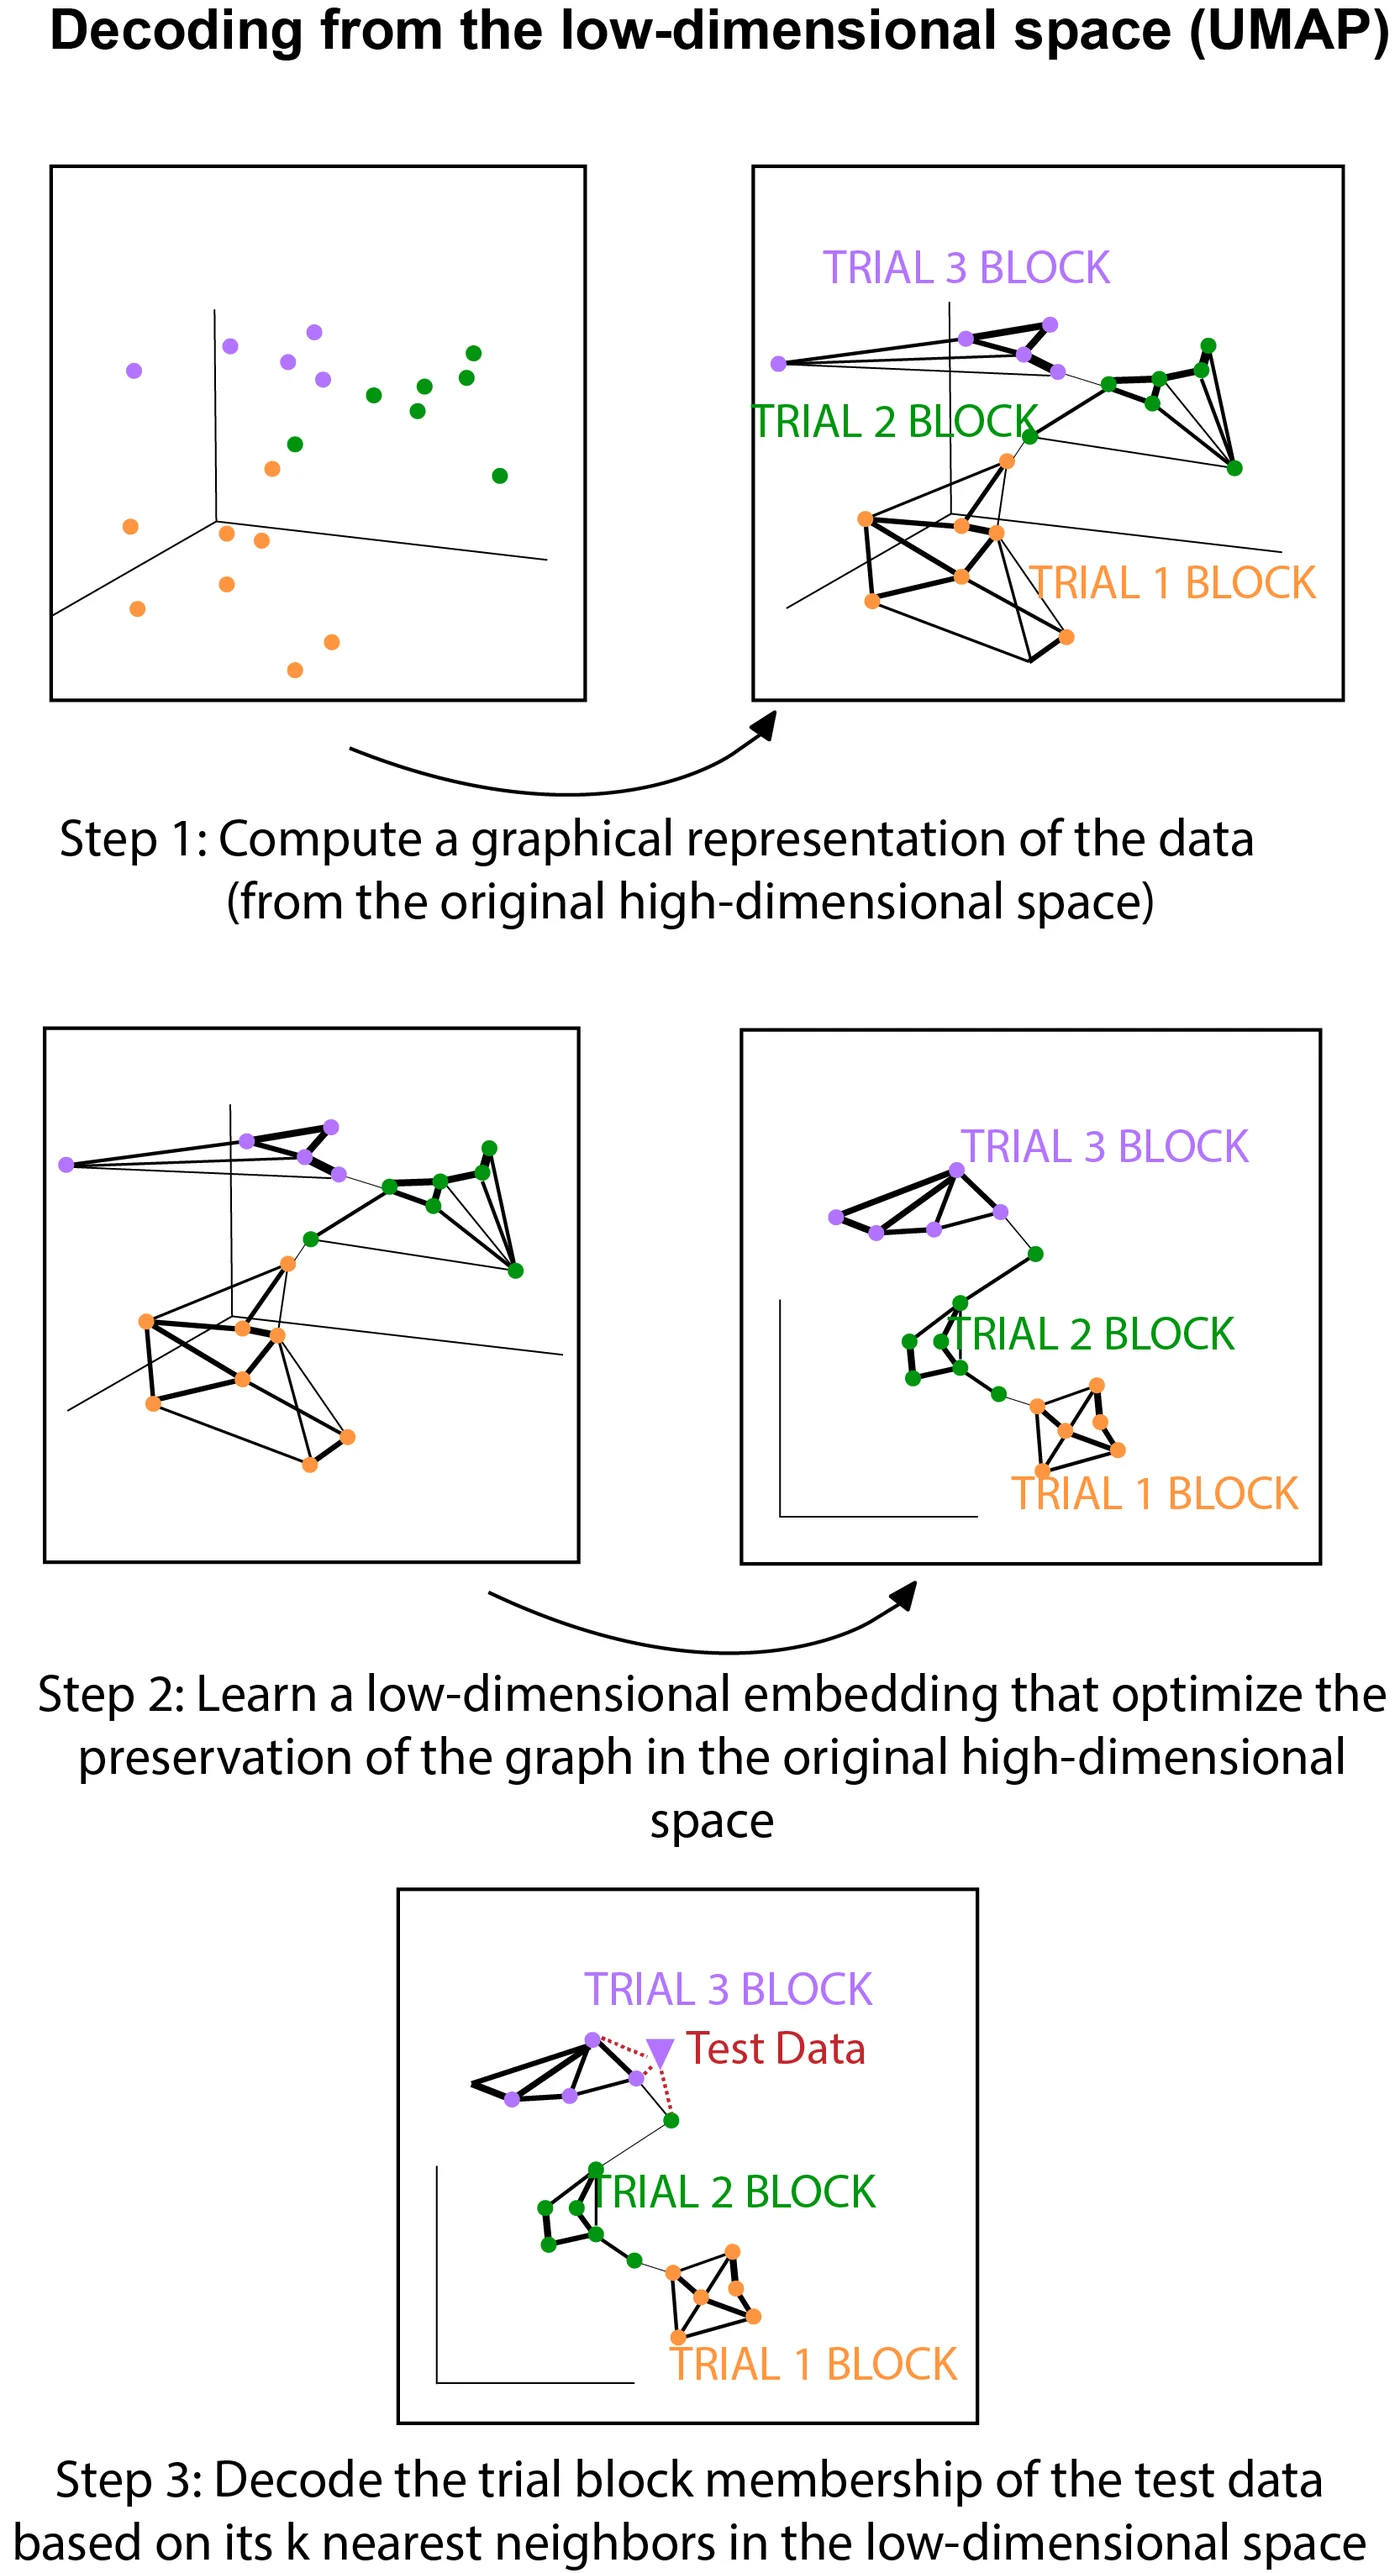 Decoding from the low-dimensional space (UMAP)
TRIAL 3 BLOCK
TRIAL 2 BLOCK
TRIAL 1 BLOCK
Step 1: Compute a graphical representation of the data
(from the original high-dimensional space)
TRIAL 3 BLOCK
TRIAL 2 BLOCK
TRIAL 1 BLOCK
Step 2: Learn a low-dimensional embedding that optimize the
preservation of the graph in the original high-dimensional
space
TRIAL 3 BLOCK
Test Data
TRIAL 2 BLOCK
TRIAL 1 BLOCK
Step 3: Decode the trial block membership of the test data
based on its k nearest neighbors in the low-dimensional space